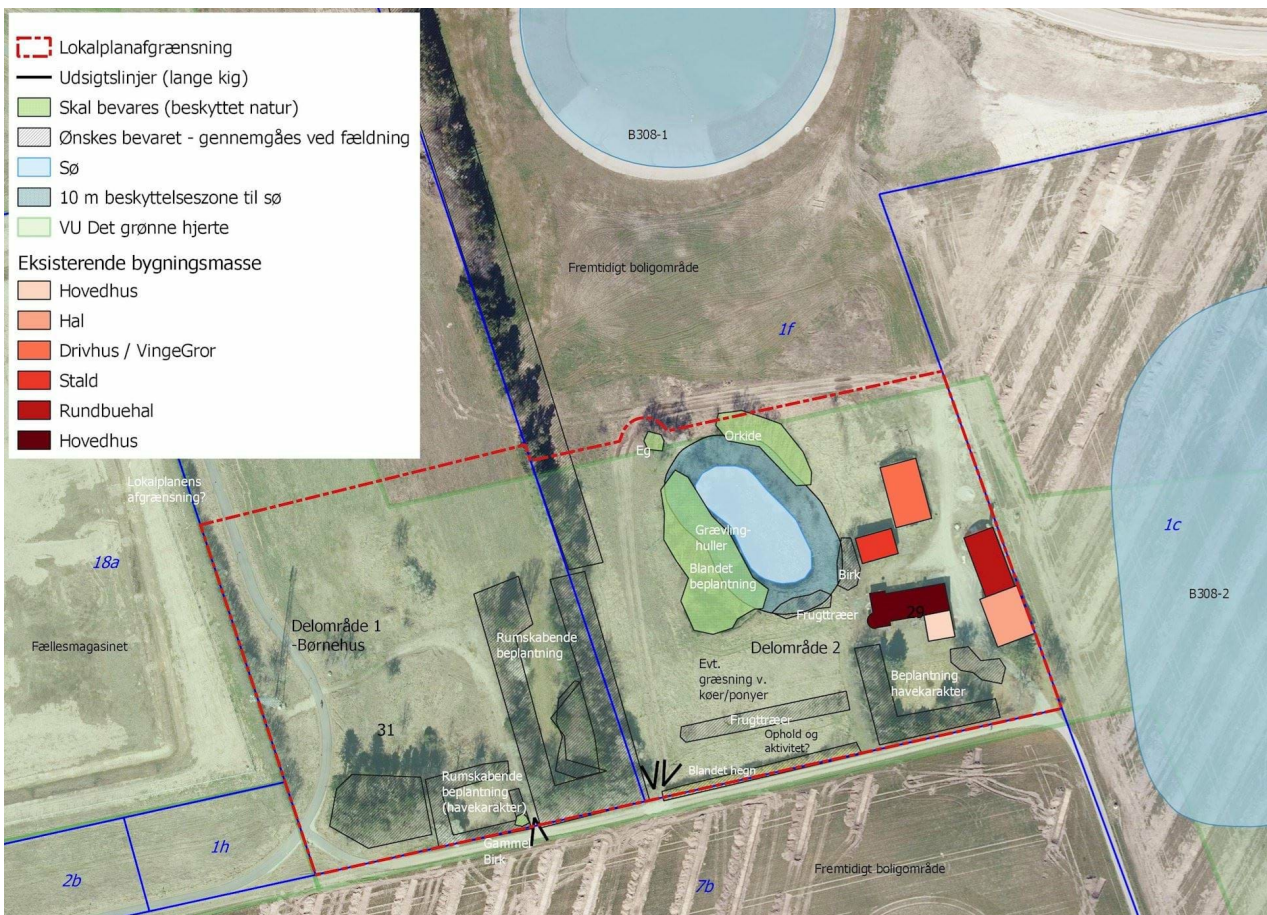 Lokalplanafgrænsning
Udsigtslinjer (lange kig)
Skal bevares (beskyttet natur)
Ønskes bevaret - gennemgåes ved fældning
Sø
10 m beskyttelseszone til sø
VU Det grønne hjerte
Eksisterende bygningsmasse
Hovedhus
Hal
Drivhus / VingeGror
Stald
Rundbuehal
Hovedhus
B308-1
Fremtidigt boligområde
1f
Lokalplanens
afgrænsning?
Eg
Orkide
18a
Grævling-
huller
Blandet
beplantning
Birk
Frugttræer
29
1c
B308-2
Fællesmagasinet
Delområde 1
-Børnehus
Rumskabende
beplantning
Delområde 2
Evt.
græsning v.
køer/ponyer
Beplantning
havekarakter
Frugttræer
Ophold og
aktivitet?
31
Blandet hegn
Rumskabende
beplantning
(havekarakter)
Gammel
Birk
1h
2b
7b
Fremtidigt boligområde